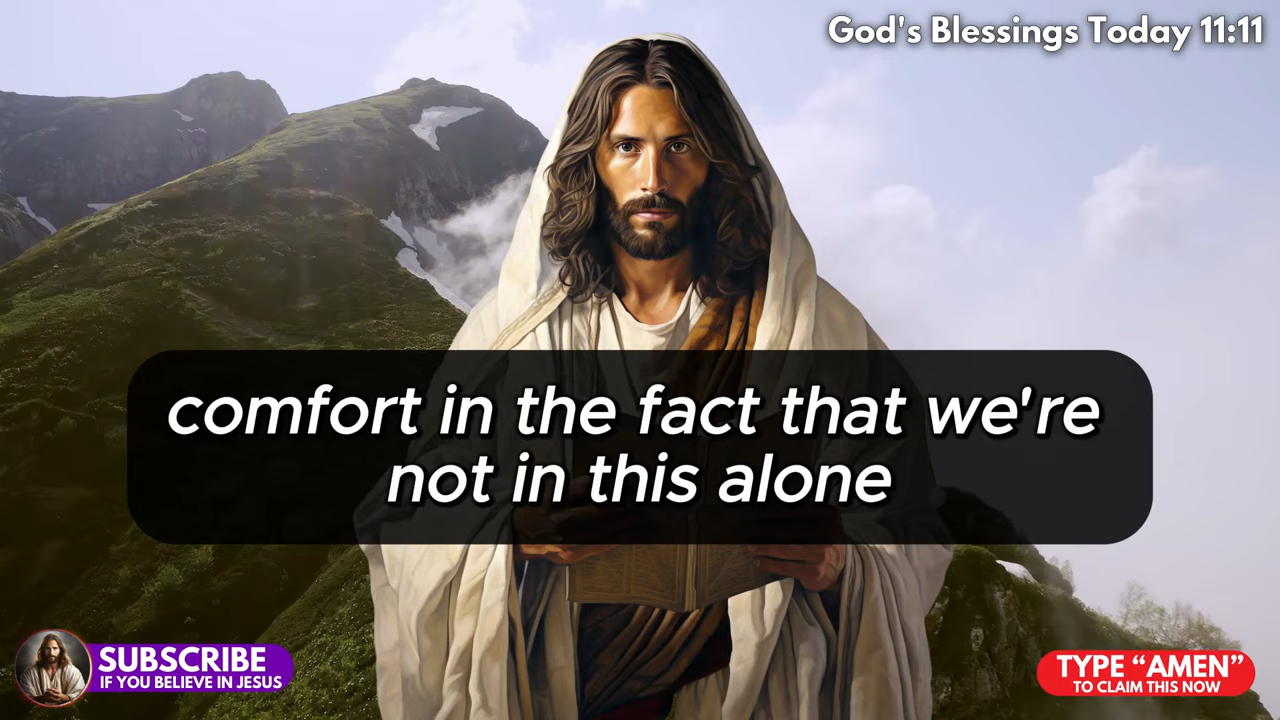 God's Blessings Today 11:11
comfort in the fact that we're
not in this alone
SUBSCRIBE
IF YOU BELIEVE IN JESUS
TYPE “AMEN”
TO CLAIM THIS NOW